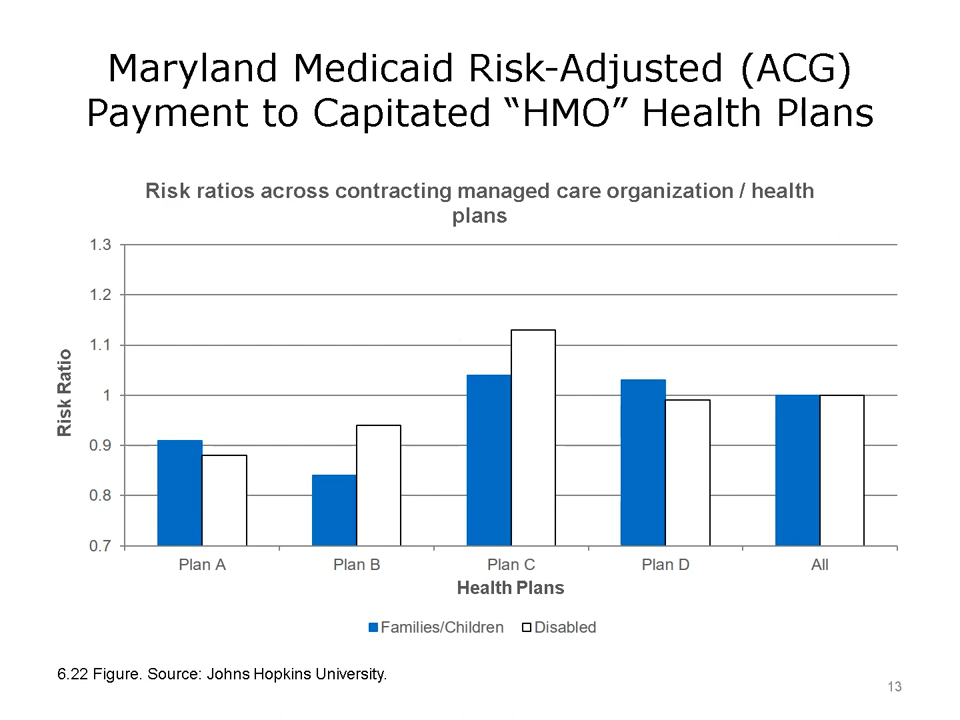 Maryland Medicaid Risk-Adjusted (ACG)
Payment to Capitated “HMO” Health Plans
Risk ratios across contracting managed care organization / health
plans
1.3
1.2
1.1
1
0.9
0.8
0.7
Risk Ratio
Plan A Plan B Plan C Plan D All
Health Plans
Families/Children Disabled
6.22 Figure. Source: Johns Hopkins University.
13